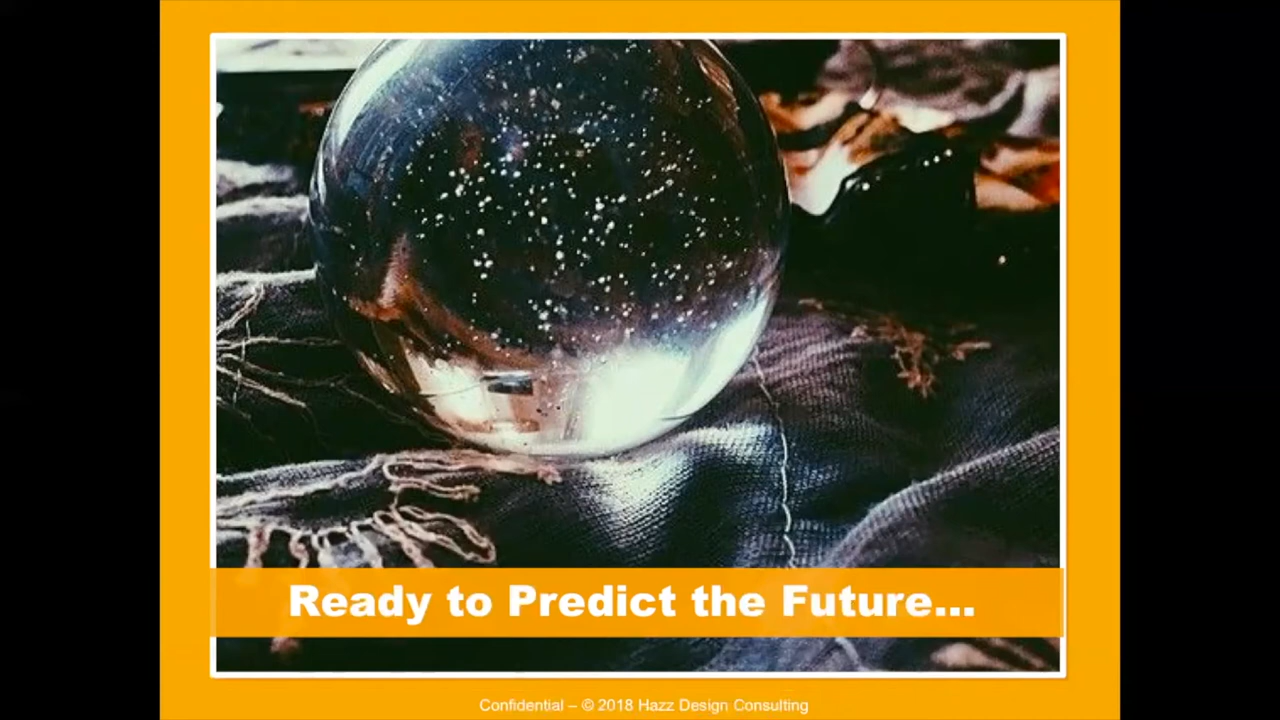 Ready to Predict the Future...
Confidential – © 2018 Hazz Design Consulting